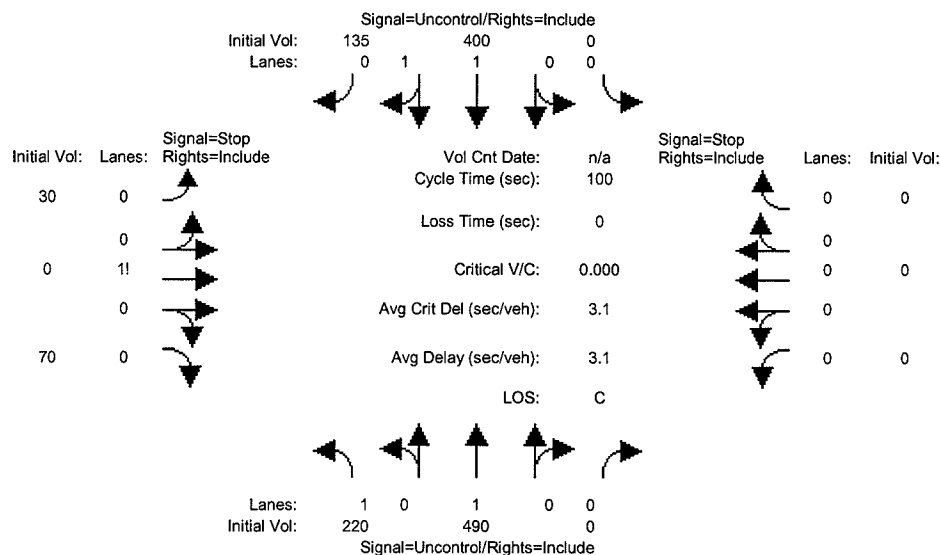 Signal=Uncontrol/Rights=Include
Initial Vol: 135 400 0
Lanes: 0 1 1 0 0
Signal=Stop
Initial Vol: Lanes: Rights=Include
Vol Cnt Date: n/a
Signal=Stop
Rights=Include Lanes: Initial Vol:
Cycle Time (sec): 100
30 0
0 0
Loss Time (sec): 0
0
0
0 1!
Critical V/C: 0.000
0 0
0
Avg Crit Del (sec/veh): 3.1
0
70 0
Avg Delay (sec/veh): 3.1
0 0
LOS: C
Lanes: 1 0 1 0 0
Initial Vol: 220 490 0
Signal=Uncontrol/Rights=Include